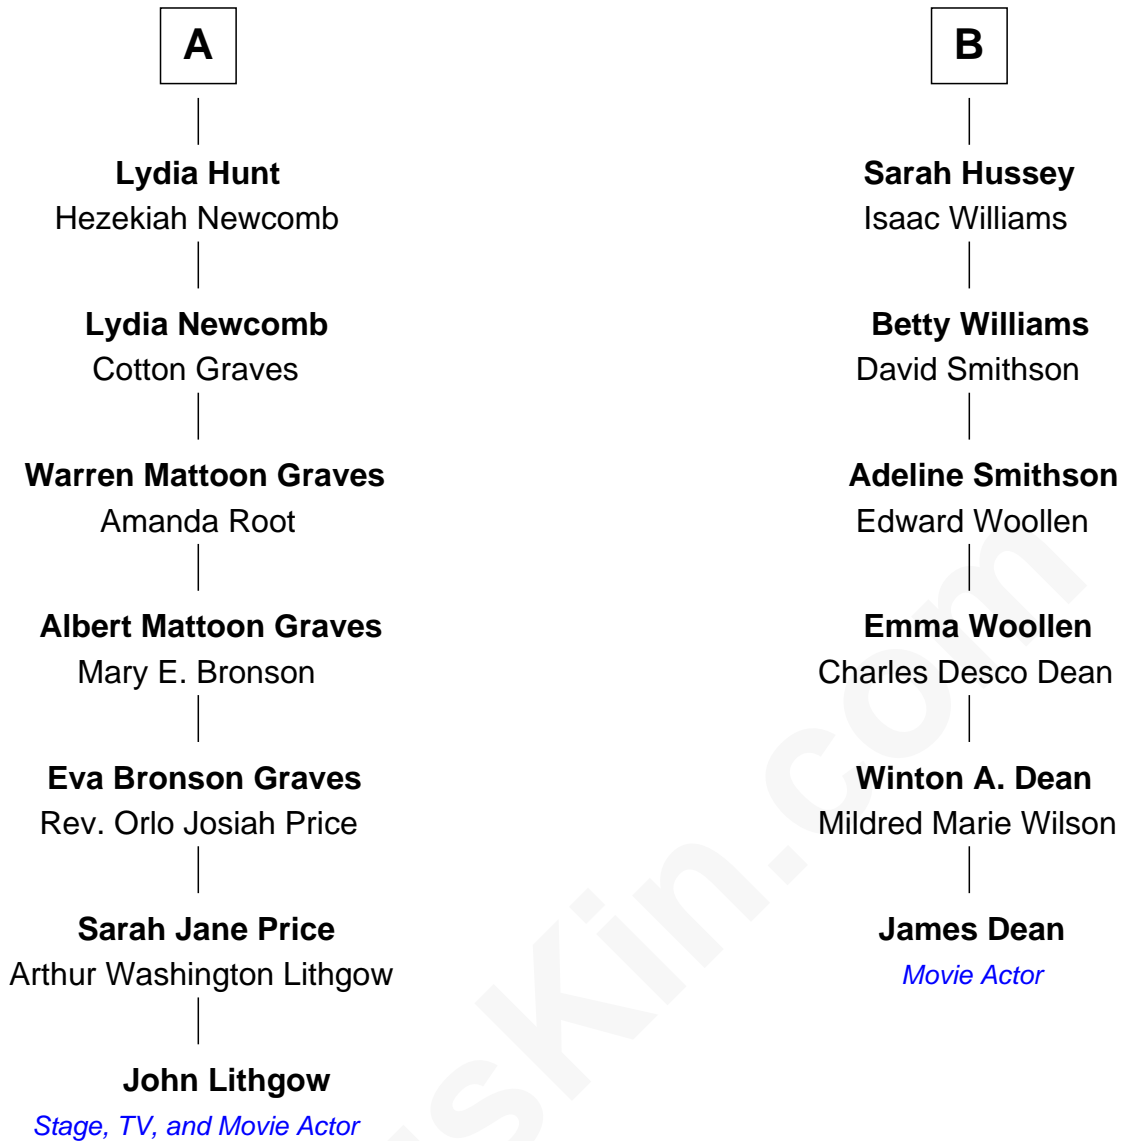 A
Lydia Hunt
Hezekiah Newcomb
Lydia Newcomb
Cotton Graves
Warren Mattoon Graves
Amanda Root
Albert Mattoon Graves
Mary E. Bronson
Eva Bronson Graves
Rev. Orlo Josiah Price
Sarah Jane Price
Arthur Washington Lithgow
John Lithgow
Stage, TV, and Movie Actor
B
Sarah Hussey
Isaac Williams
Betty Williams
David Smithson
Adeline Smithson
Edward Woollen
Emma Woollen
Charles Desco Dean
Winton A. Dean
Mildred Marie Wilson
James Dean
Movie Actor